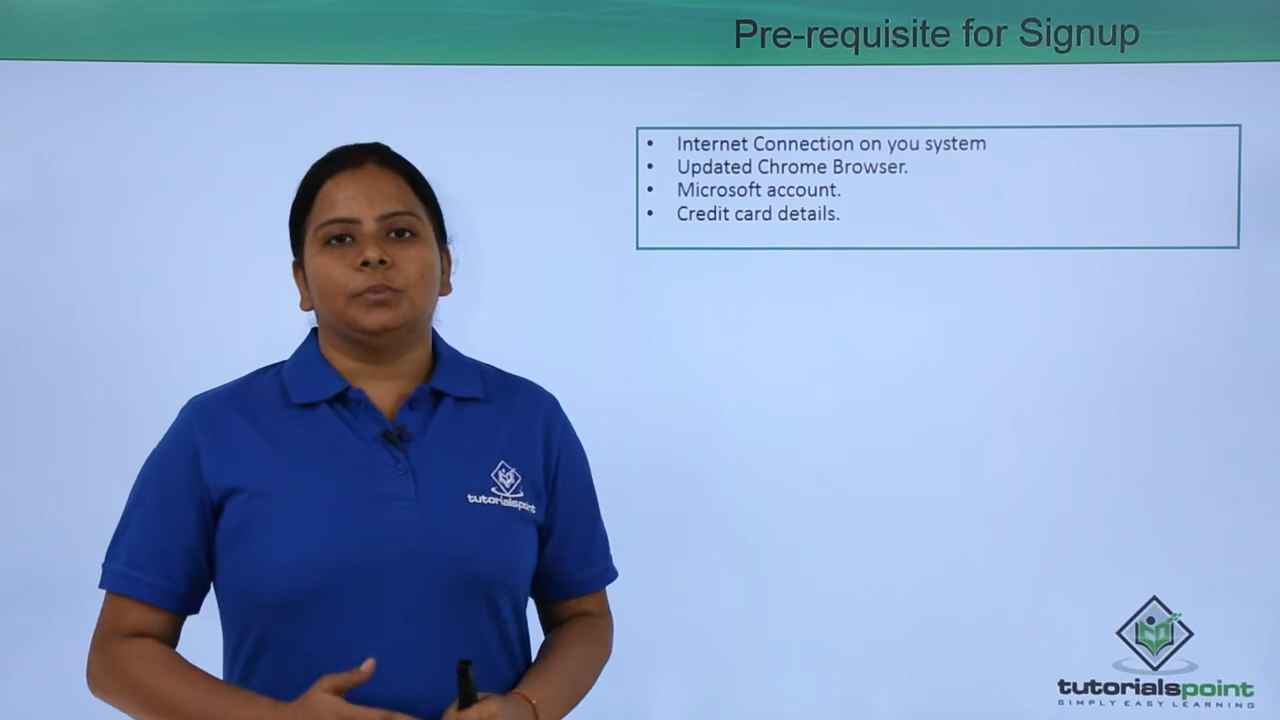 Pre-requisite for Signup
• Internet Connection on you system
• Updated Chrome Browser.
• Microsoft account.
• Credit card details.
tutorialspoint
tutorialspoint
SIMPLY EASY LEARNING